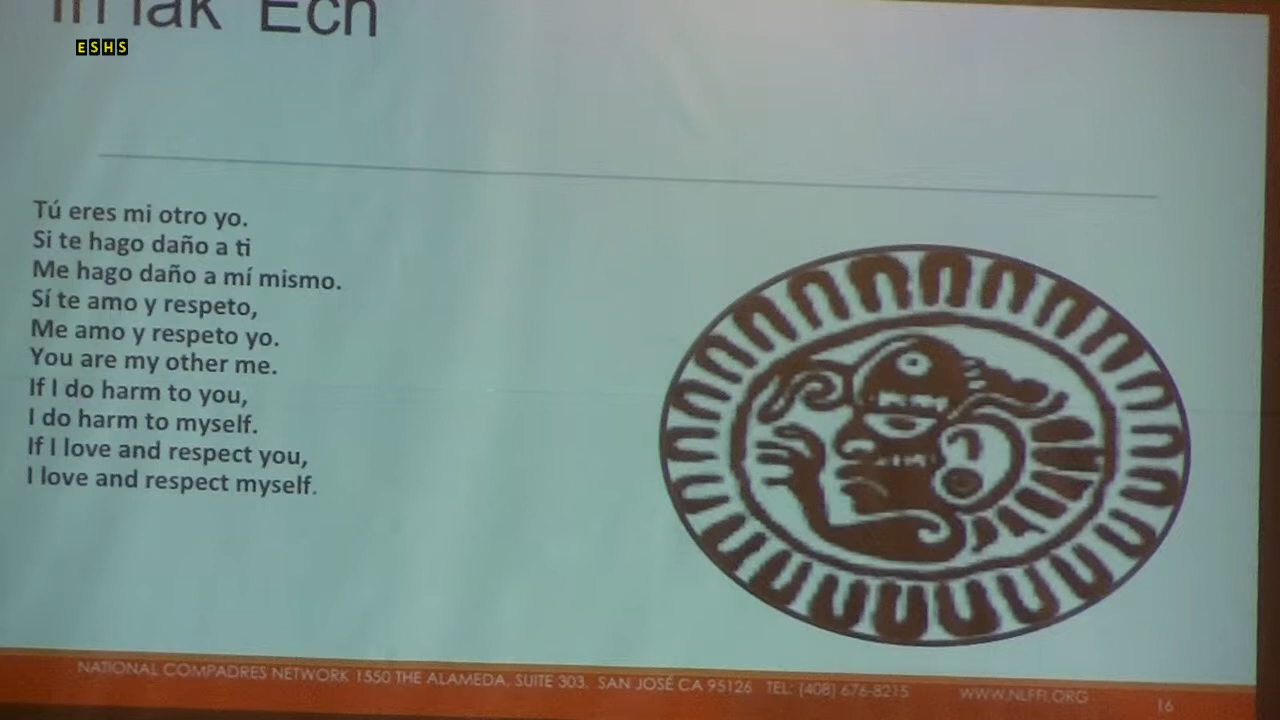 In lak' Ech
ESHS
Tú eres mi otro yo.
Si te hago daño a ti
Me hago daño a mí mismo.
Sí te amo y respeto,
Me amo y respeto yo.
You are my other me.
If I do harm to you,
I do harm to myself.
If I love and respect you,
I love and respect myself.
NATIONAL COMPADRES NETWORK 1550 THE ALAMEDA, SUITE 303, SAN JOSÉ CA 95126 TEL: (408) 676-8215 WWW.NLFFI.ORG 16